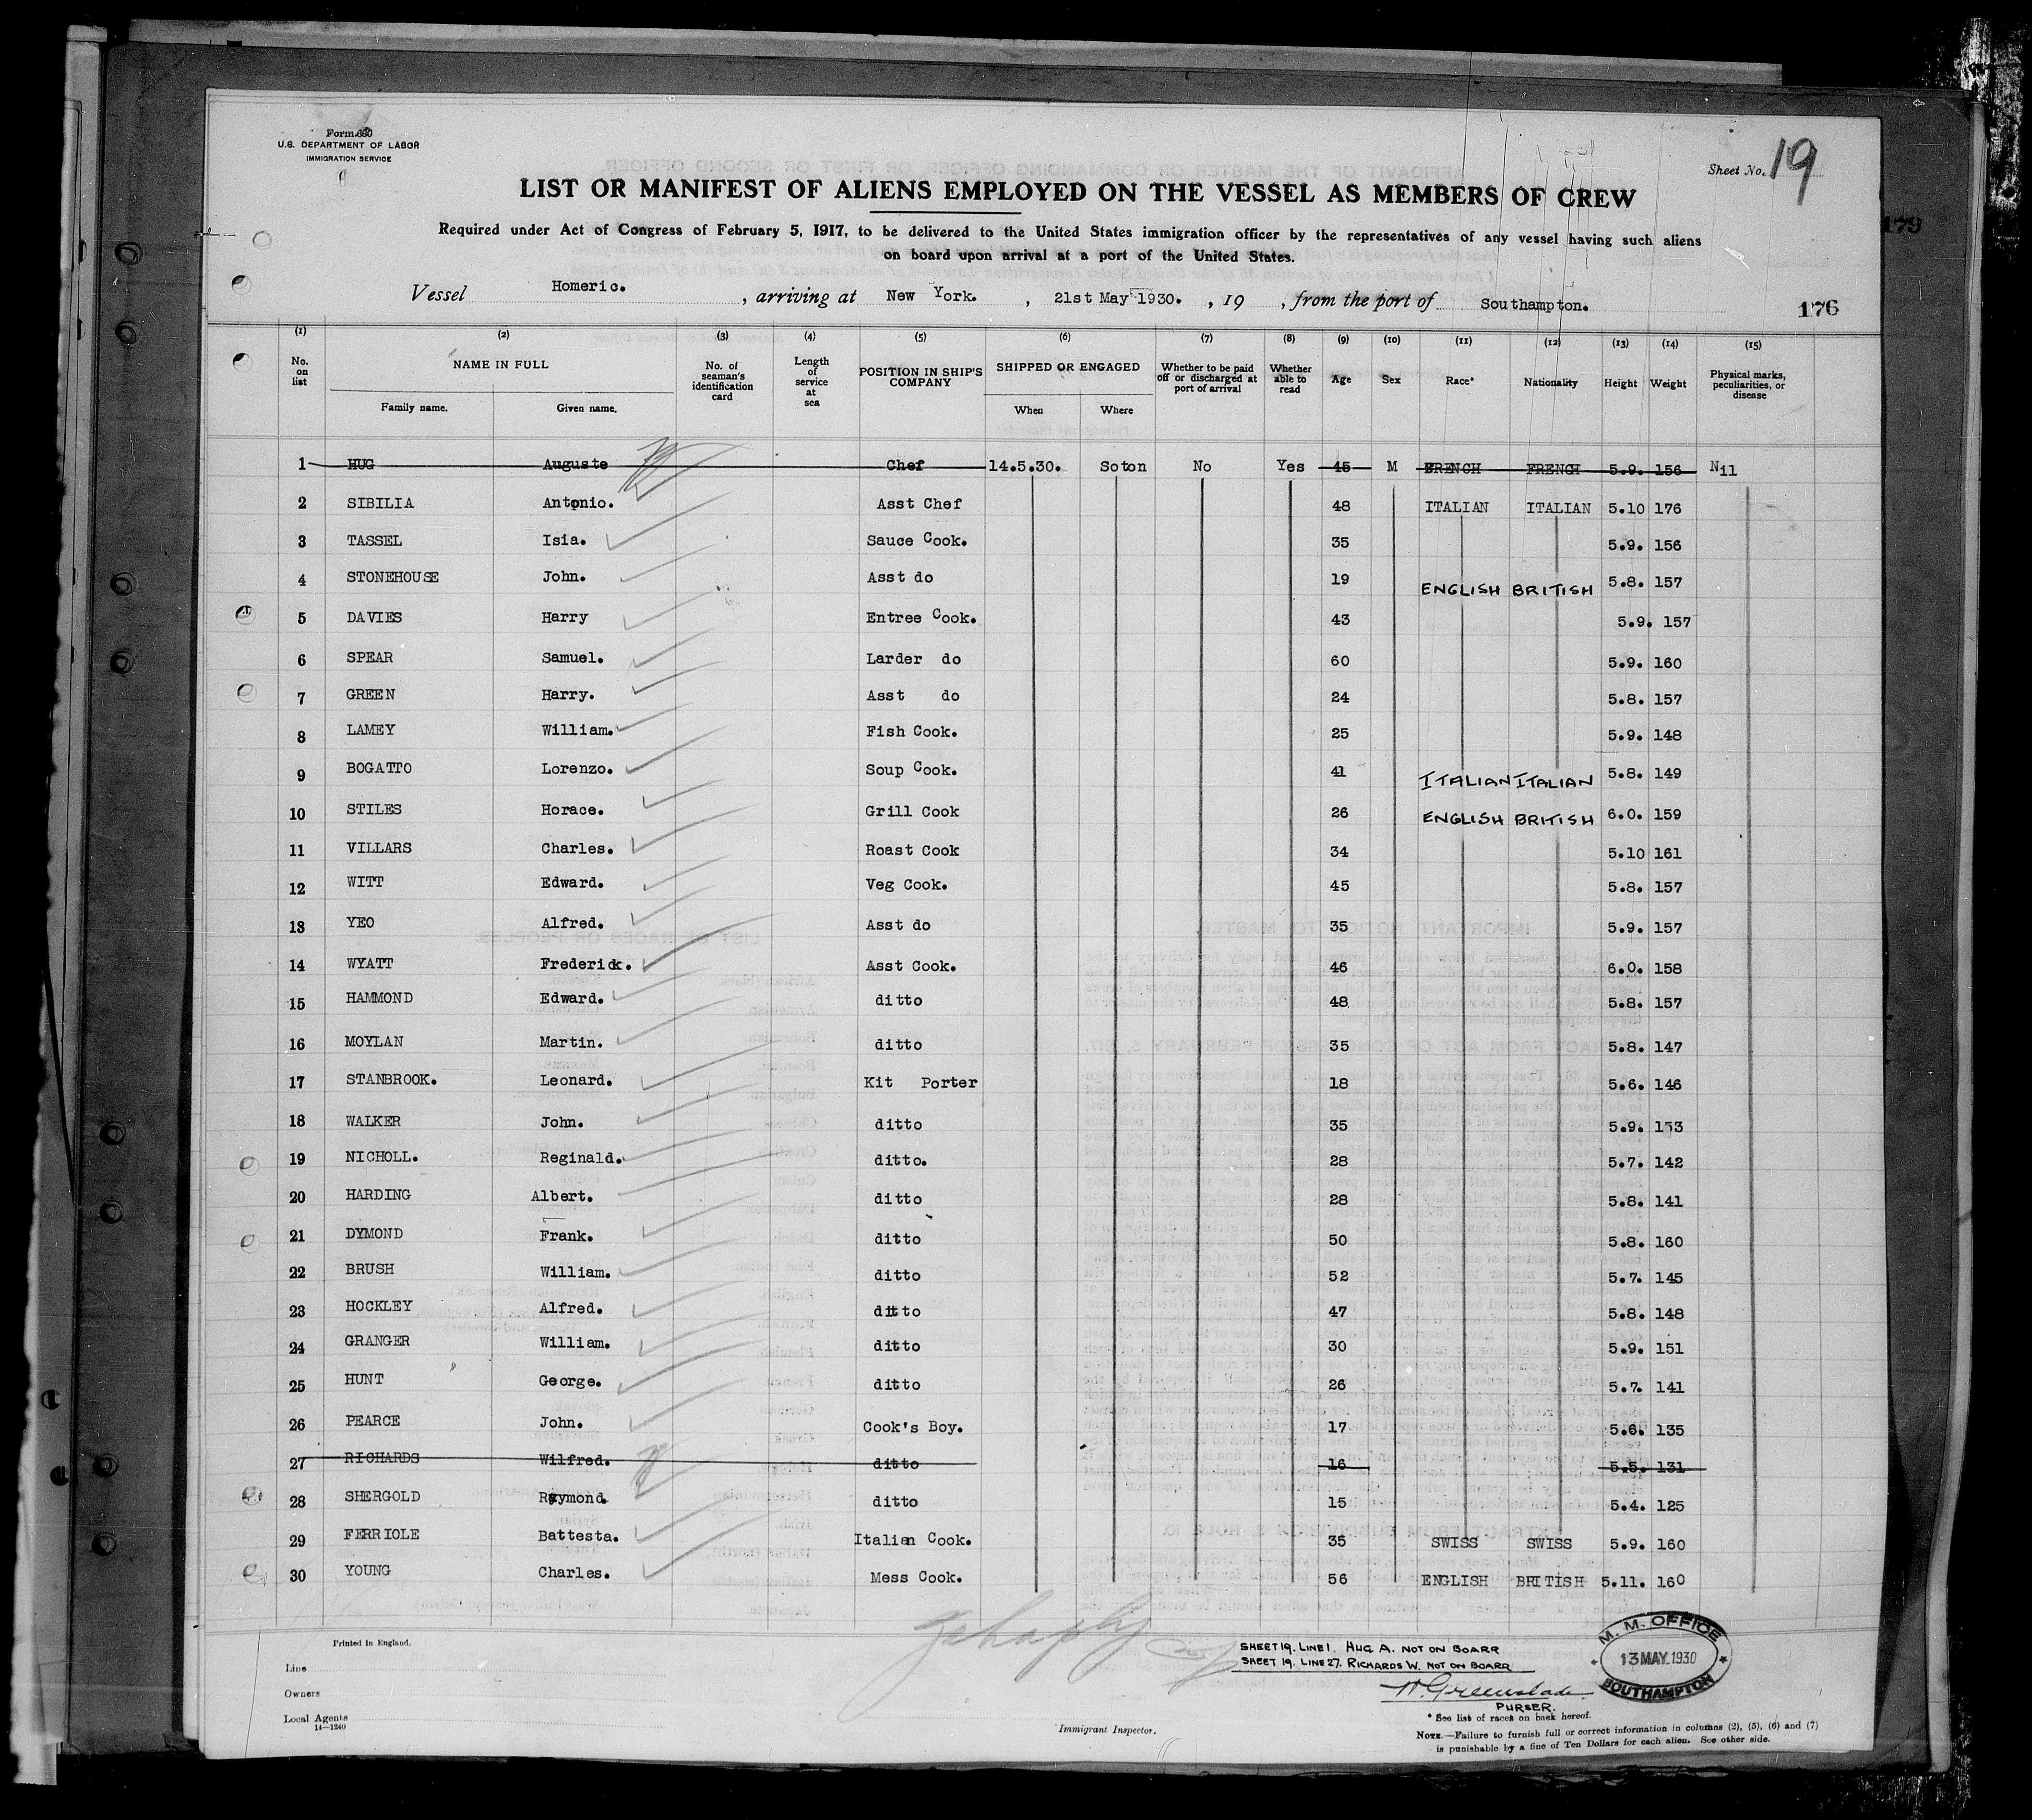 Form 680
U.S. DEPARTMENT OF LABOR
IMMIGRATION SERVICE
Sheet No. 19
LIST OR MANIFEST OF ALIENS EMPLOYED ON THE VESSEL AS MEMBERS OF CREW
179
Required under Act of Congress of February 5, 1917, to be delivered to the United States immigration officer by the representatives of any vessel having such aliens
on board upon arrival at a port of the United States.
Vessel Homeric. , arriving at New York. , 21st May 1930. , 19 , from the port of Southampton.
176
(1) (2) (3) (4) (5) (6) (7) (8) (9) (10) (11) (12) (13) (14) (15)
No. on list NAME IN FULL Family name. Given name. No. of seaman's identification card Length of service at sea POSITION IN SHIP'S COMPANY SHIPPED OR ENGAGED When Where Whether to be paid off or discharged at port of arrival Whether able to read Age Sex Race* Nationality Height Weight Physical marks, peculiarities, or disease
1 HUG Auguste Chef 14.5.30. Soton No Yes 45 M FRENCH FRENCH 5.9. 156 Nil
2 SIBILIA Antonio. Asst Chef 48 ITALIAN ITALIAN 5.10 176
3 TASSEL Isia. Sauce Cook. 35 5.9. 156
4 STONEHOUSE John. Asst do 19 ENGLISH BRITISH 5.8. 157
5 DAVIES Harry Entree Cook. 43 5.9. 157
6 SPEAR Samuel. Larder do 60 5.9. 160
7 GREEN Harry. Asst do 24 5.8. 157
8 LAMEY William. Fish Cook. 25 5.9. 148
9 BOGATTO Lorenzo. Soup Cook. 41 ITALIAN ITALIAN 5.8. 149
10 STILES Horace. Grill Cook 26 ENGLISH BRITISH 6.0. 159
11 VILLARS Charles. Roast Cook 34 5.10 161
12 WITT Edward. Veg Cook. 45 5.8. 157
13 YEO Alfred. Asst do 35 5.9. 157
14 WYATT Frederick. Asst Cook. 46 6.0. 158
15 HAMMOND Edward. ditto 48 5.8. 157
16 MOYLAN Martin. ditto 35 5.8. 147
17 STANBROOK. Leonard. Kit Porter 18 5.6. 146
18 WALKER John. ditto 35 5.9. 153
19 NICHOLL. Reginald. ditto. 28 5.7. 142
20 HARDING Albert. ditto 28 5.8. 141
21 DYMOND Frank. ditto 50 5.8. 160
22 BRUSH William. ditto 52 5.7. 145
23 HOCKLEY Alfred. ditto 47 5.8. 148
24 GRANGER William. ditto 30 5.9. 151
25 HUNT George. ditto 26 5.7. 141
26 PEARCE John. Cook's Boy. 17 5.6. 135
27 RICHARDS Wilfred. ditto 16 5.5. 131
28 SHERGOLD Raymond. ditto 15 5.4. 125
29 FERRIOLE Battesta. Italian Cook. 35 SWISS SWISS 5.9. 160
30 YOUNG Charles. Mess Cook. 56 ENGLISH BRITISH 5.11. 160
Printed in England.
Line
Owners
Local Agents
14—1240
Immigrant Inspector.
SHEET 19. LINE 1. HUG A. NOT ON BOARR
SHEET 19. LINE 27. RICHARDS W. NOT ON BOARR
W. Greenslade
PURSER.
M. M. OFFICE
13 MAY 1930
SOUTHAMPTON
* See list of races on back hereof.
NOTE.—Failure to furnish full or correct information in columns (2), (5), (6) and (7)
is punishable by a fine of Ten Dollars for each alien. See other side.